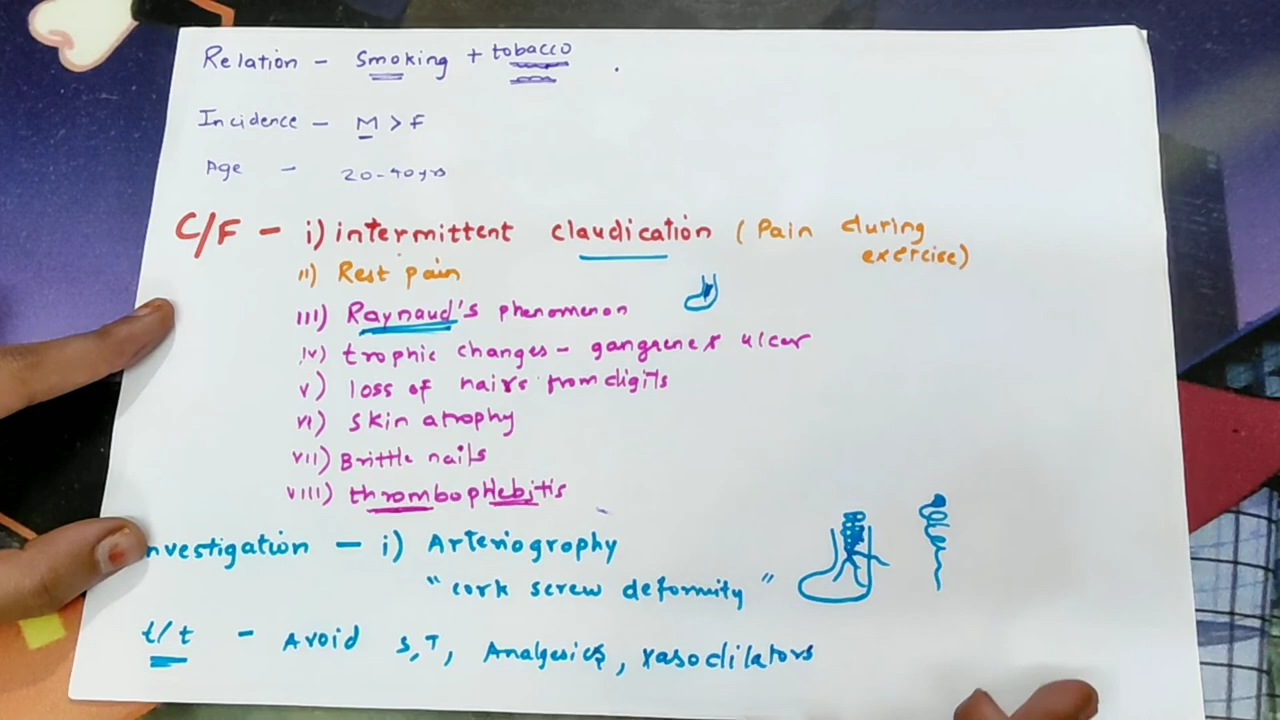 Relation - Smoking + tobacco
Incidence - M > F
Age - 20-40yrs
C/F - i) intermittent claudication (Pain during exercise)
ii) Rest pain
iii) Raynaud's phenomenon
iv) trophic changes - gangrene & ulcer
v) loss of hairs from digits
vi) skin atrophy
vii) Brittle nails
viii) thrombophlebitis
nvestigation - i) Arteriography
"cork screw deformity"
t/t - Avoid S,T, Analgesics, vasodilators